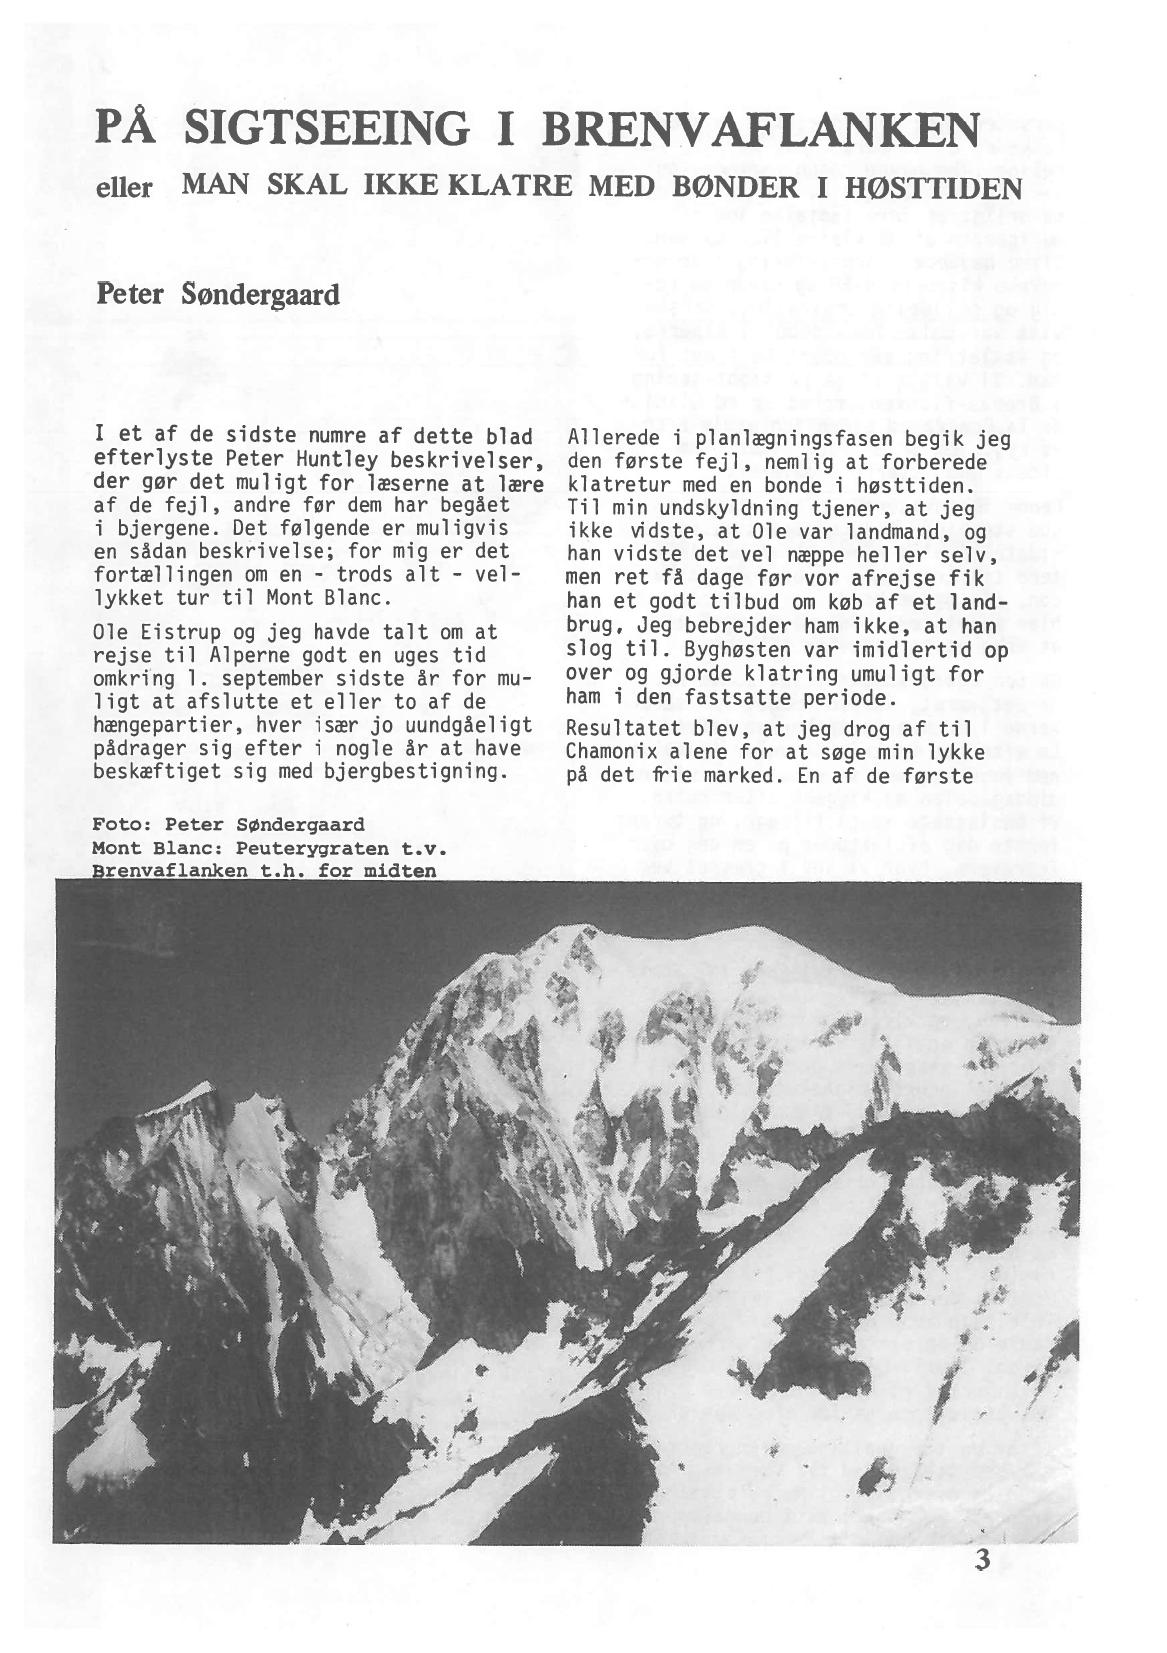 PÅ SIGTSEEING I BRENVAFLANKEN
eller MAN SKAL IKKE KLATRE MED BØNDER I HØSTTIDEN
Peter Søndergaard
I et af de sidste numre af dette blad
efterlyste Peter Huntley beskrivelser,
der gør det muligt for læserne at lære
af de fejl, andre før dem har begået
i bjergene. Det følgende er muligvis
en sådan beskrivelse; for mig er det
fortællingen om en - trods alt - vel-
lykket tur til Mont Blanc.
Ole Eistrup og jeg havde talt om at
rejse til Alperne godt en uges tid
omkring 1. september sidste år for mu-
ligt at afslutte et eller to af de
hængepartier, hver især jo uundgåeligt
pådrager sig efter i nogle år at have
beskæftiget sig med bjergbestigning.
Allerede i planlægningsfasen begik jeg
den første fejl, nemlig at forberede
klatretur med en bonde i høsttiden.
Til min undskyldning tjener, at jeg
ikke vidste, at Ole var landmand, og
han vidste det vel næppe heller selv,
men ret få dage før vor afrejse fik
han et godt tilbud om køb af et land-
brug. Jeg bebrejder ham ikke, at han
slog til. Byghøsten var imidlertid op
over og gjorde klatring umuligt for
ham i den fastsatte periode.
Resultatet blev, at jeg drog af til
Chamonix alene for at søge min lykke
på det frie marked. En af de første
Foto: Peter Søndergaard
Mont Blanc: Peuterygraten t.v.
Brenvaflanken t.h. for midten
3